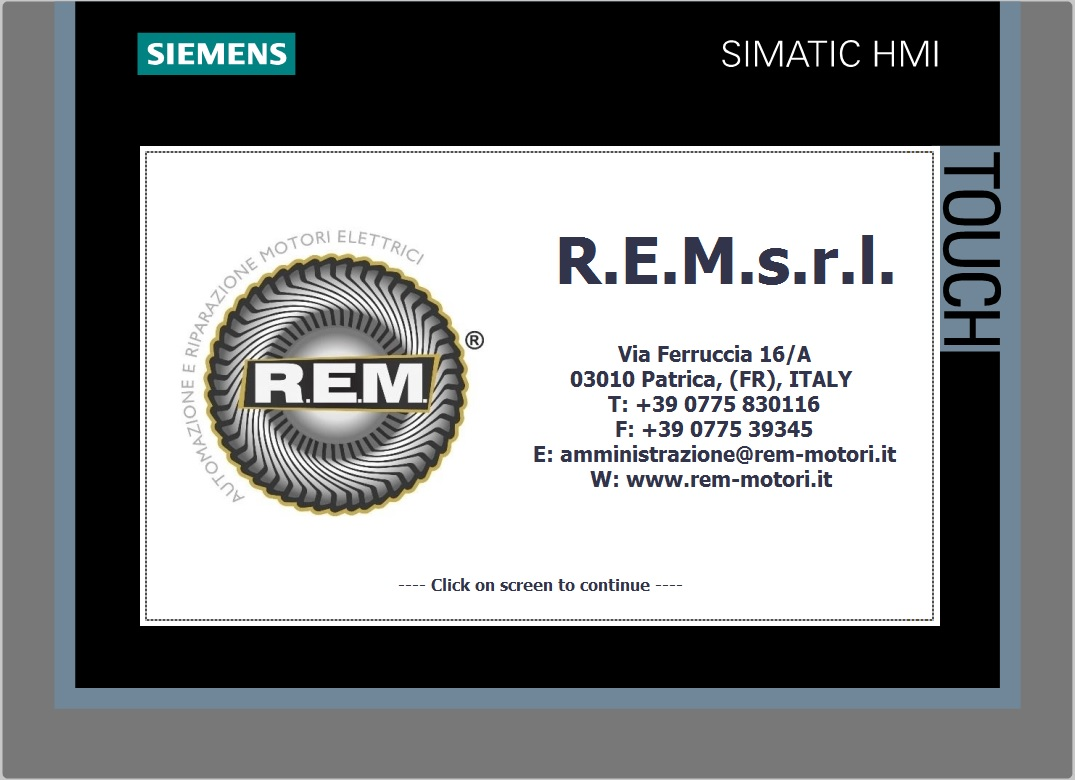 SIEMENS
SIMATIC HMI
TOUCH
AUTOMAZIONE E RIPARAZIONE MOTORI ELETTRICI
R.E.M.
®
R.E.M.s.r.l.
Via Ferruccia 16/A
03010 Patrica, (FR), ITALY
T: +39 0775 830116
F: +39 0775 39345
E: amministrazione@rem-motori.it
W: www.rem-motori.it
---- Click on screen to continue ----